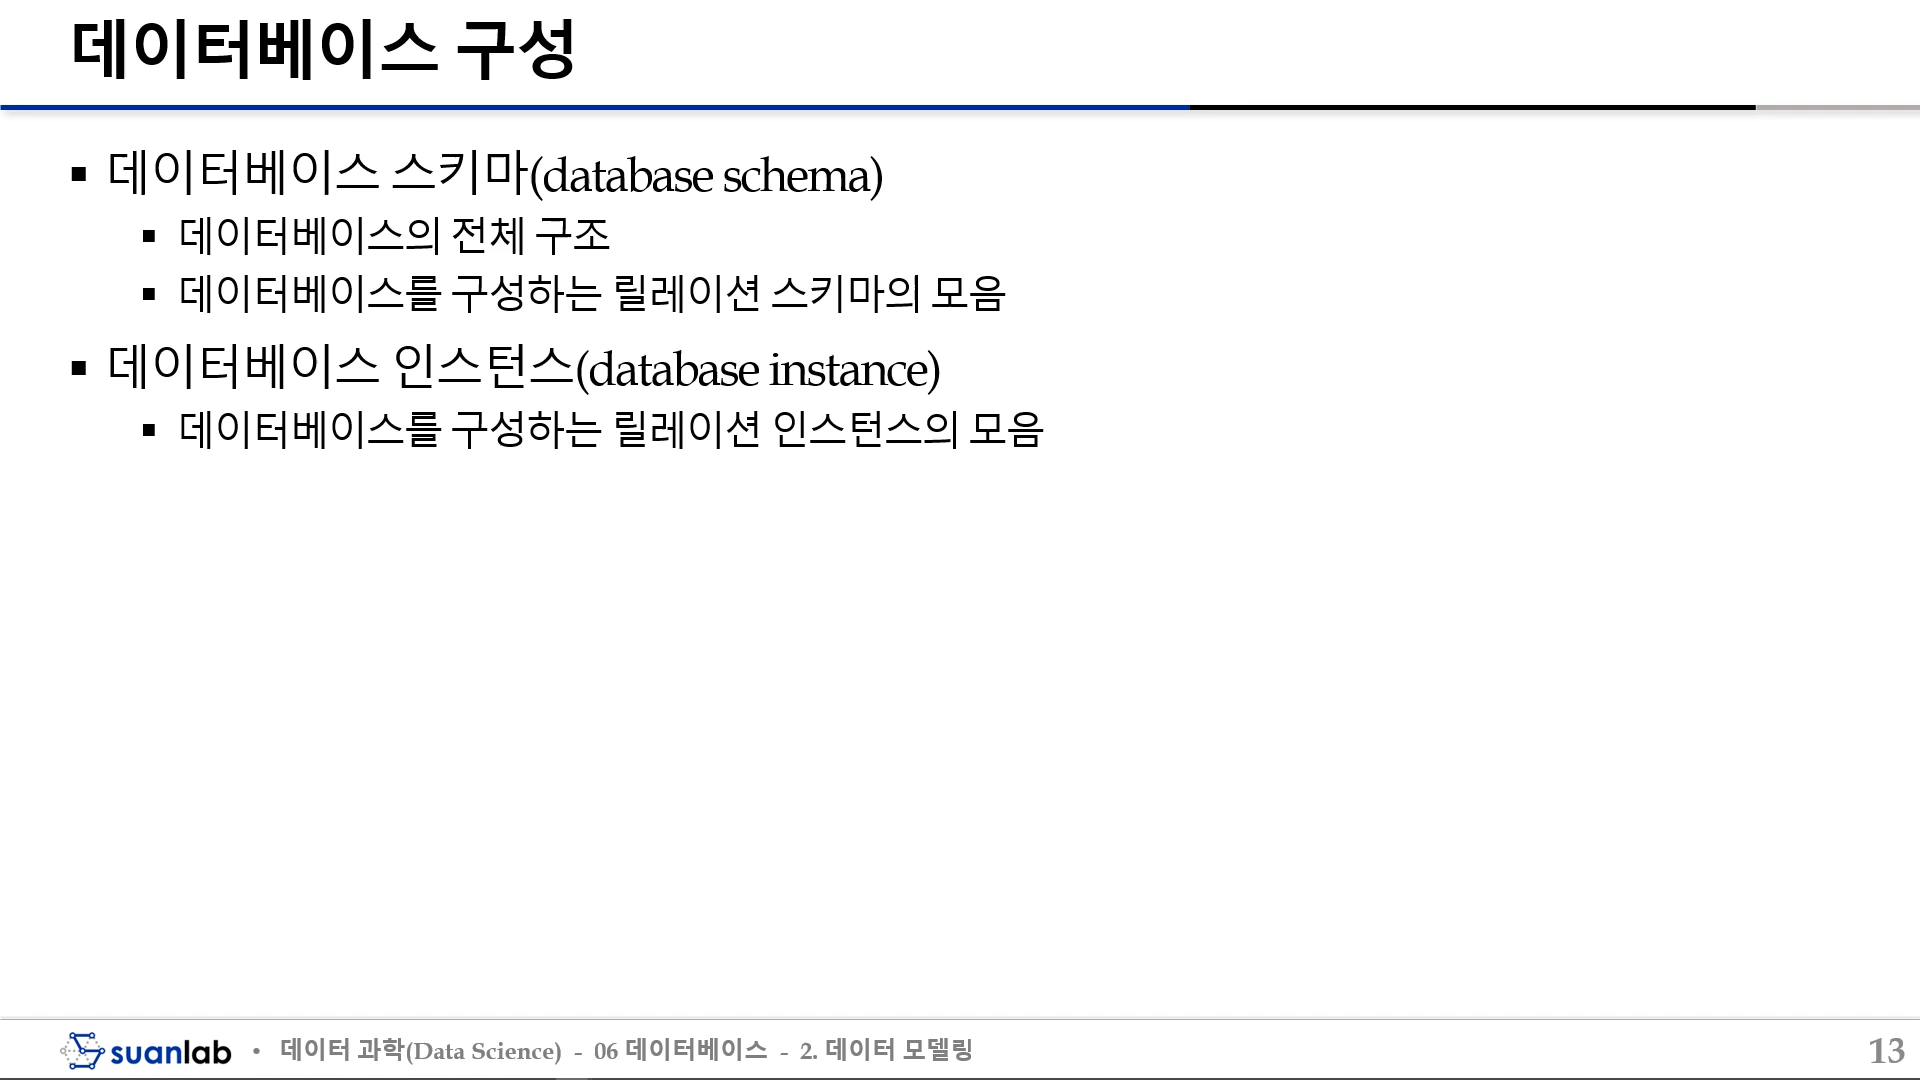 데이터베이스 구성
▪ 데이터베이스 스키마(database schema)
▪ 데이터베이스의 전체 구조
▪ 데이터베이스를 구성하는 릴레이션 스키마의 모음
▪ 데이터베이스 인스턴스(database instance)
▪ 데이터베이스를 구성하는 릴레이션 인스턴스의 모음
suanlab • 데이터 과학(Data Science) - 06 데이터베이스 - 2. 데이터 모델링 13